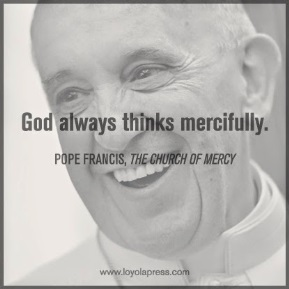 God always thinks mercifully.
POPE FRANCIS, THE CHURCH OF MERCY
www.loyolapress.com